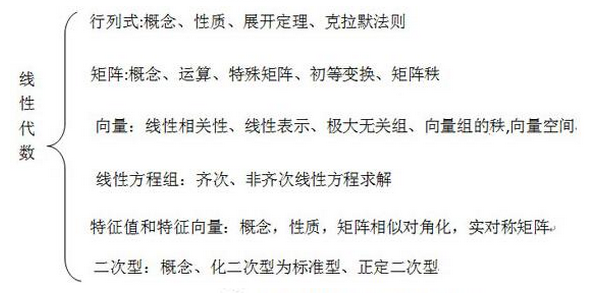 行列式:概念、性质、展开定理、克拉默法则
矩阵:概念、运算、特殊矩阵、初等变换、矩阵秩
线性代数
向量：线性相关性、线性表示、极大无关组、向量组的秩,向量空间
线性方程组：齐次、非齐次线性方程求解
特征值和特征向量：概念，性质，矩阵相似对角化，实对称矩阵
二次型：概念、化二次型为标准型、正定二次型